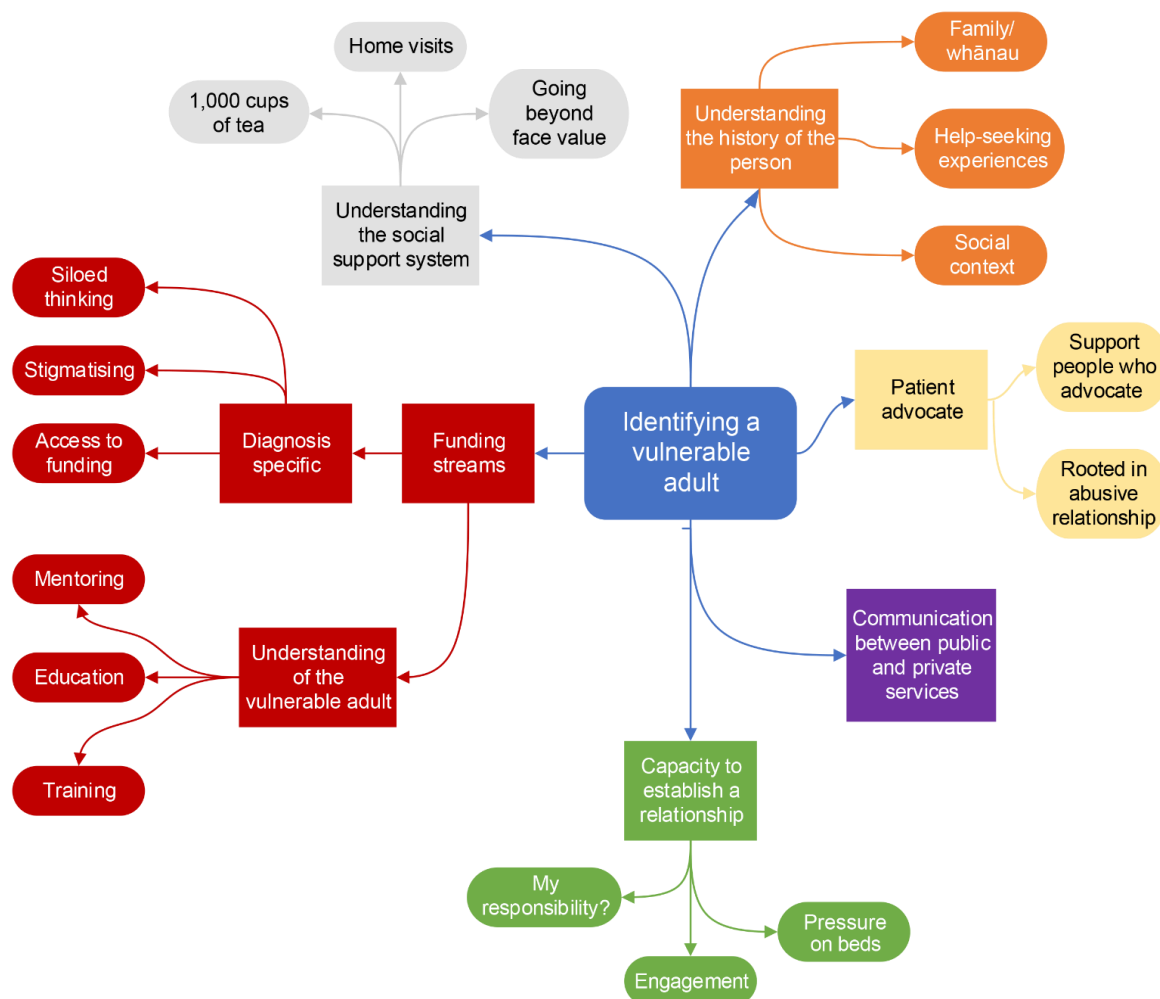 Home visits
1,000 cups
of tea
Going
beyond
face value
Understanding
the social
support system
Family/
whānau
Understanding
the history of the
person
Help-seeking
experiences
Social
context
Siloed
thinking
Stigmatising
Access to
funding
Diagnosis
specific
Funding
streams
Identifying a
vulnerable
adult
Patient
advocate
Support
people who
advocate
Rooted in
abusive
relationship
Mentoring
Education
Training
Understanding
of the
vulnerable adult
Communication
between public
and private
services
Capacity to
establish a
relationship
My
responsibility?
Engagement
Pressure
on beds